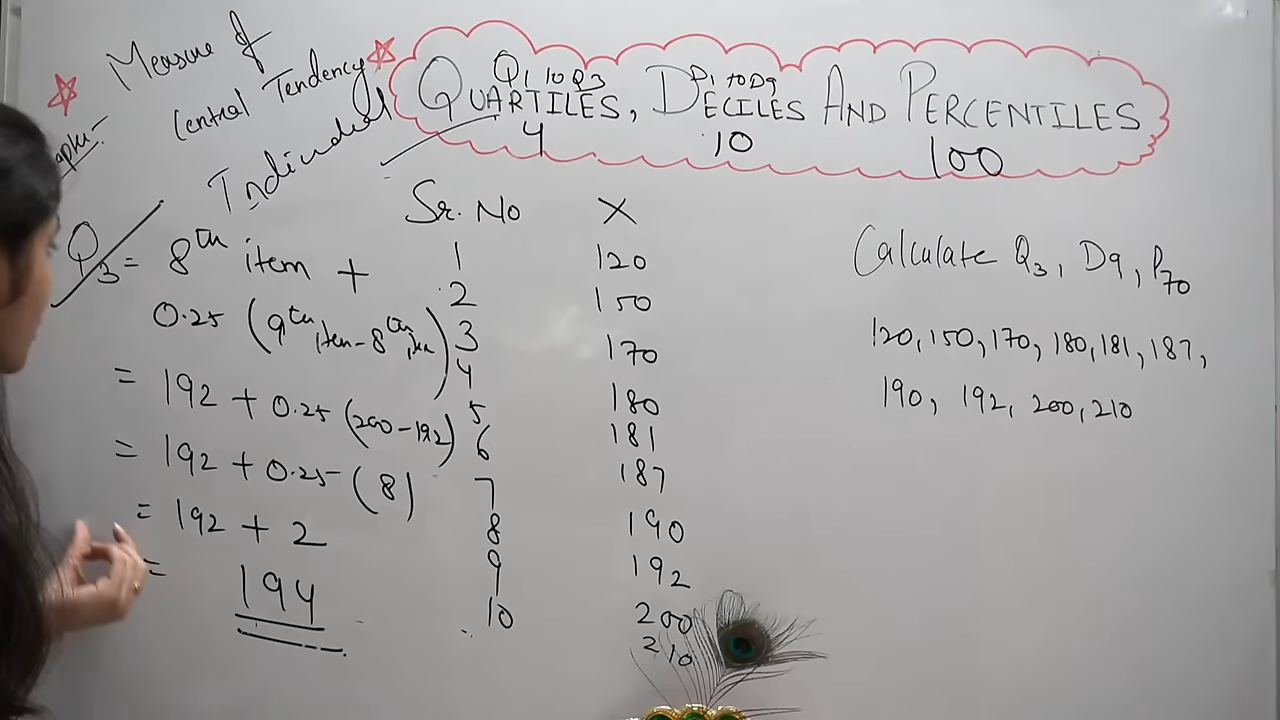 Measure of
Central Tendency
Individual
Q1 to Q3
D1 to D9
QUARTILES, DECILES AND PERCENTILES
4 10 100
Q3 = 8th item +
0.25 (9th item - 8th item)
= 192 + 0.25 (200-192)
= 192 + 0.25 (8)
= 192 + 2
= 194
Sr. No X
1 120
2 150
3 170
4 180
5 181
6 187
7 190
8 192
9 200
10 210
Calculate Q3, D9, P70
120, 150, 170, 180, 181, 187,
190, 192, 200, 210